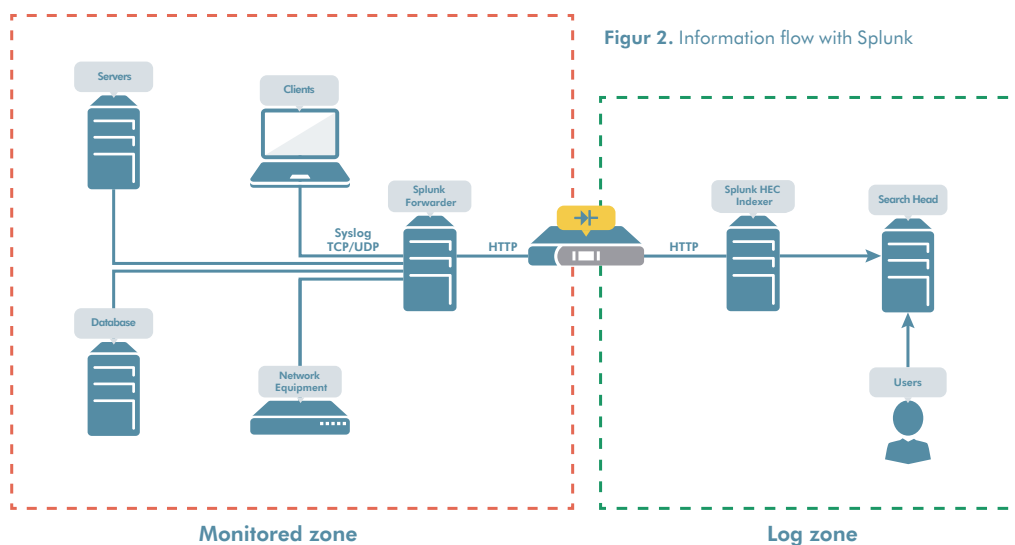 Figur 2. Information flow with Splunk
Servers
Clients
Splunk
Forwarder
Splunk HEC
Indexer
Search Head
Syslog
TCP/UDP
HTTP
HTTP
Database
Network
Equipment
Users
Monitored zone
Log zone